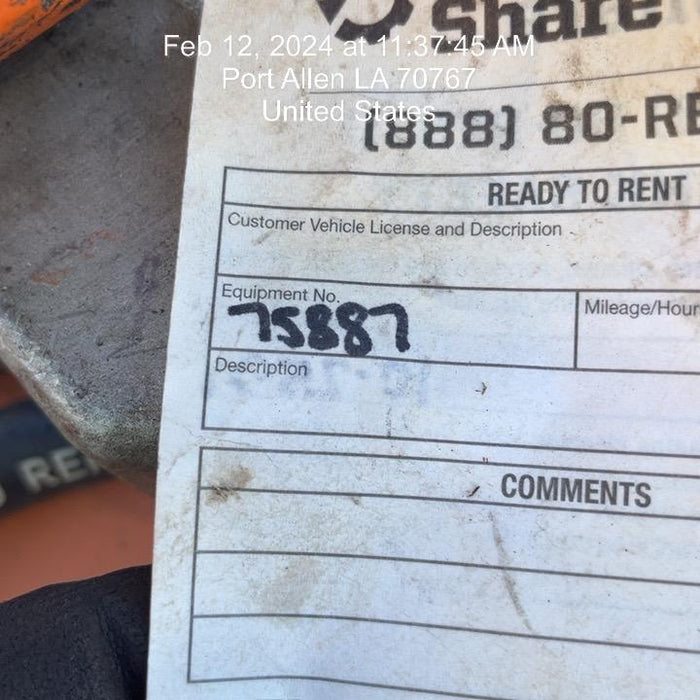 Share
Feb 12, 2024 at 11:37:45 AM
Port Allen LA 70767
United States
(888) 80-RE
READY TO RENT
Customer Vehicle License and Description
Equipment No.
75887
Mileage/Hour
Description
COMMENTS
REN